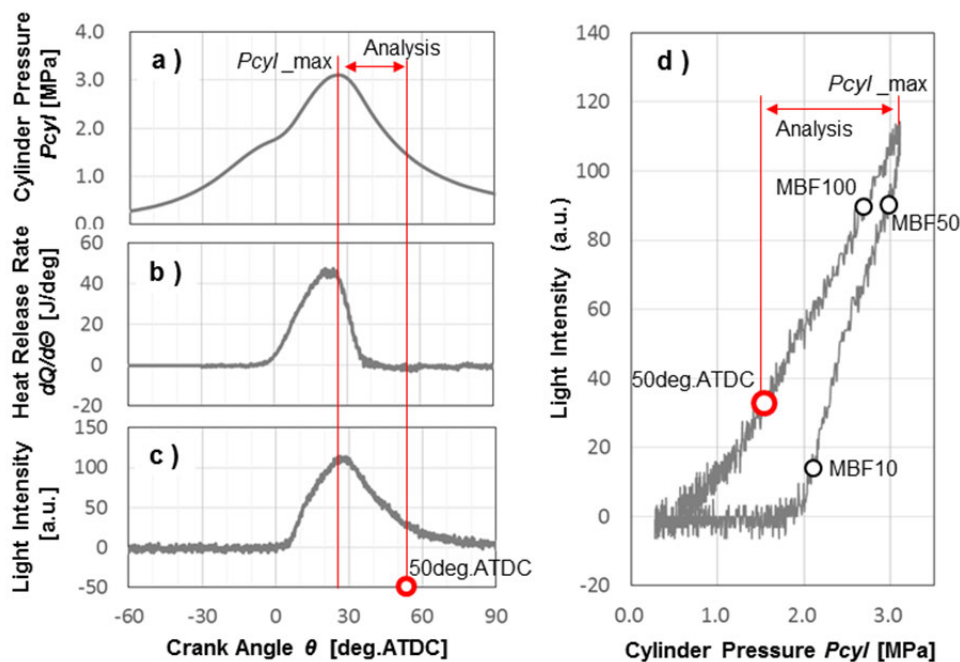 a )
Pcyl _max
Analysis
Cylinder Pressure
Pcyl [MPa]
4.0
3.0
2.0
1.0
0.0
b )
Heat Release Rate
dQ/dΘ [J/deg]
60
40
20
0
-20
c )
Light Intensity
[a.u.]
150
100
50
0
-50
50deg.ATDC
-60
-30
0
30
60
90
Crank Angle θ [deg.ATDC]
d )
Pcyl _max
Analysis
MBF100
MBF50
50deg.ATDC
MBF10
Light Intensity (a.u.)
140
120
100
80
60
40
20
0
-20
0.0
1.0
2.0
3.0
Cylinder Pressure Pcyl [MPa]